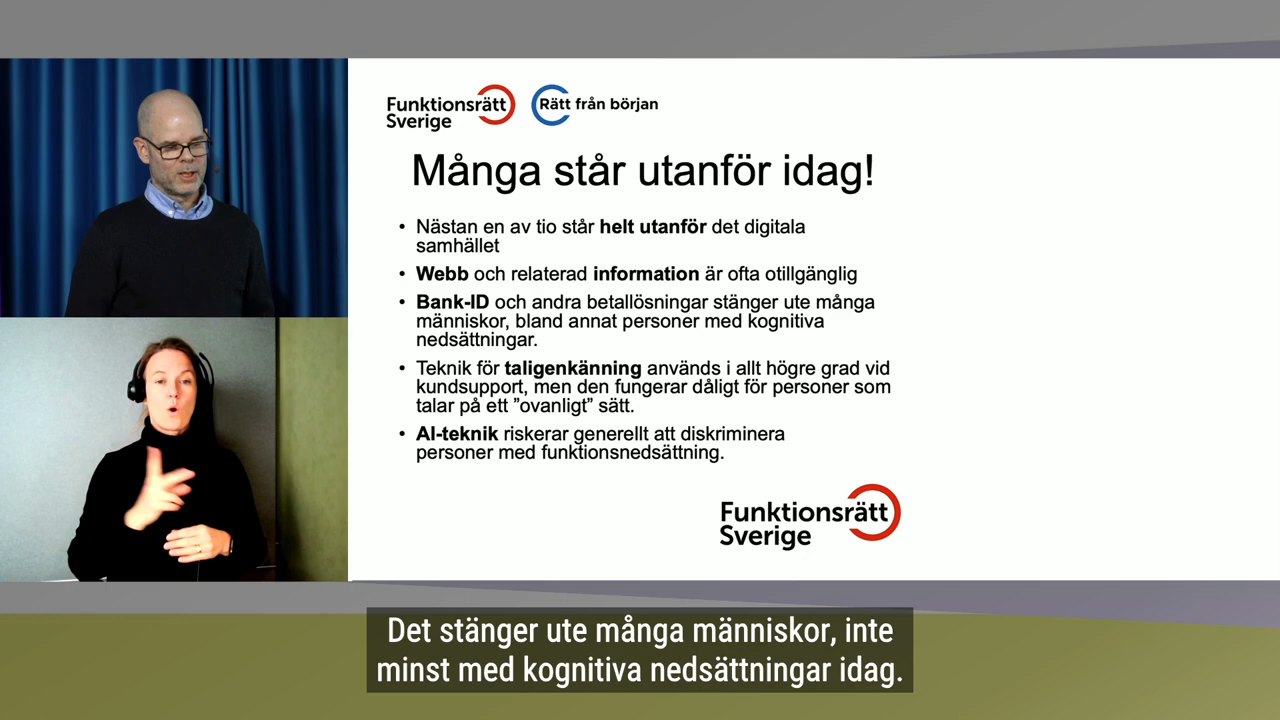 Funktionsrätt
Sverige
Rätt från början
Många står utanför idag!
• Nästan en av tio står helt utanför det digitala
samhället
• Webb och relaterad information är ofta otillgänglig
• Bank-ID och andra betallösningar stänger ute många
människor, bland annat personer med kognitiva
nedsättningar.
• Teknik för taligenkänning används i allt högre grad vid
kundsupport, men den fungerar dåligt för personer som
talar på ett ”ovanligt” sätt.
• AI-teknik riskerar generellt att diskriminera
personer med funktionsnedsättning.
Funktionsrätt
Sverige
Det stänger ute många människor, inte
minst med kognitiva nedsättningar idag.